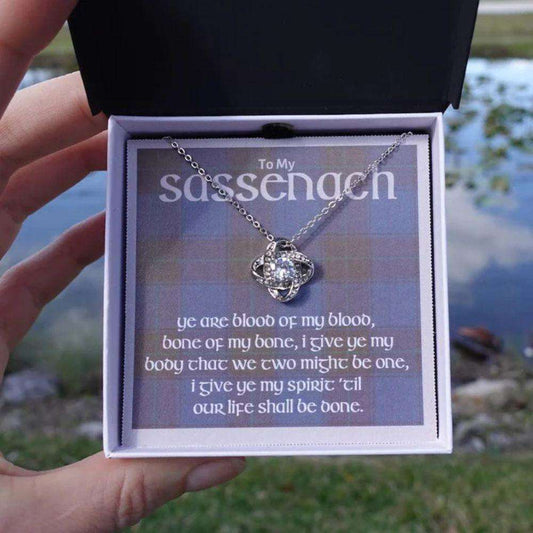 To My
sassenach
ye are blood of my blood,
bone of my bone, i give ye my
body that we two might be one,
i give ye my spirit 'til
our life shall be done.